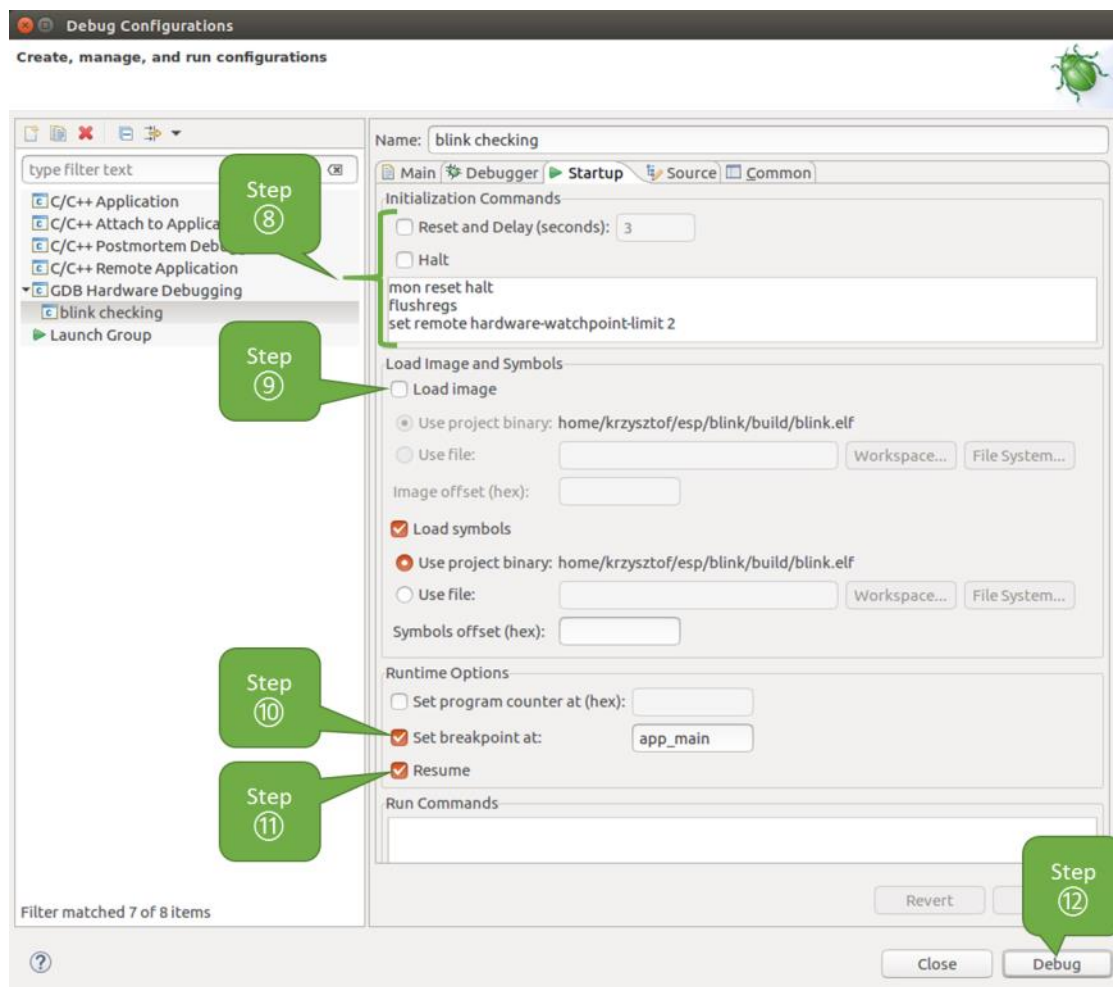 Debug Configurations
Create, manage, and run configurations
Name: blink checking
type filter text
C/C++ Application
C/C++ Attach to Applica
C/C++ Postmortem Debugg
C/C++ Remote Application
GDB Hardware Debugging
blink checking
Launch Group
Filter matched 7 of 8 items
Main Debugger Startup Source Common
Step
⑧
Initialization Commands
Reset and Delay (seconds): 3
Halt
mon reset halt
flushregs
set remote hardware-watchpoint-limit 2
Load Image and Symbols
Step
⑨
Load image
Use project binary: home/krzysztof/esp/blink/build/blink.elf
Use file: Workspace... File System...
Image offset (hex):
Load symbols
Use project binary: home/krzysztof/esp/blink/build/blink.elf
Use file: Workspace... File System...
Symbols offset (hex):
Runtime Options
Set program counter at (hex):
Step
⑩
Set breakpoint at: app_main
Resume
Step
⑪
Run Commands
Step
⑫
Revert
Close Debug